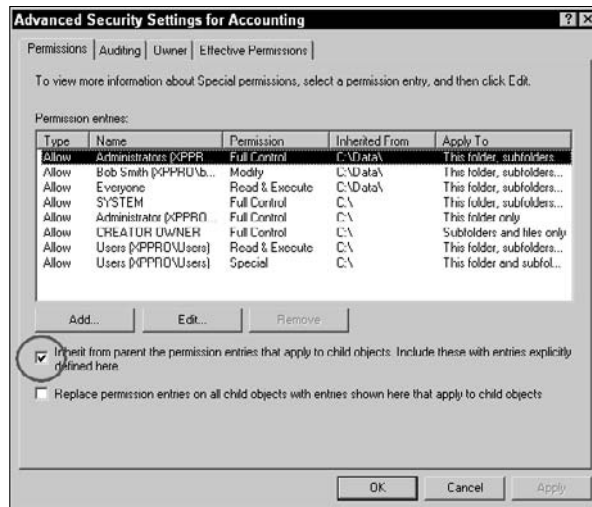 Advanced Security Settings for Accounting
Permissions Auditing Owner Effective Permissions
To view more information about Special permissions, select a permission entry, and then click Edit.
Permission entries:
Type Name Permission Inherited From Apply To
Allow Administrators (XPPR... Full Control C:\Data\ This folder, subfolders...
Allow Bob Smith (XPPRO\b... Modify C:\Data\ This folder, subfolders...
Allow Everyone Read & Execute C:\Data\ This folder, subfolders...
Allow SYSTEM Full Control C:\ This folder, subfolders...
Allow Administrator (XPPRO... Full Control C:\ This folder only
Allow CREATOR OWNER Full Control C:\ Subfolders and files only
Allow Users (XPPRO\Users) Read & Execute C:\ This folder, subfolders...
Allow Users (XPPRO\Users) Special C:\ This folder and subfol...
Add... Edit... Remove
Inherit from parent the permission entries that apply to child objects. Include these with entries explicitly
defined here.
Replace permission entries on all child objects with entries shown here that apply to child objects
OK Cancel Apply